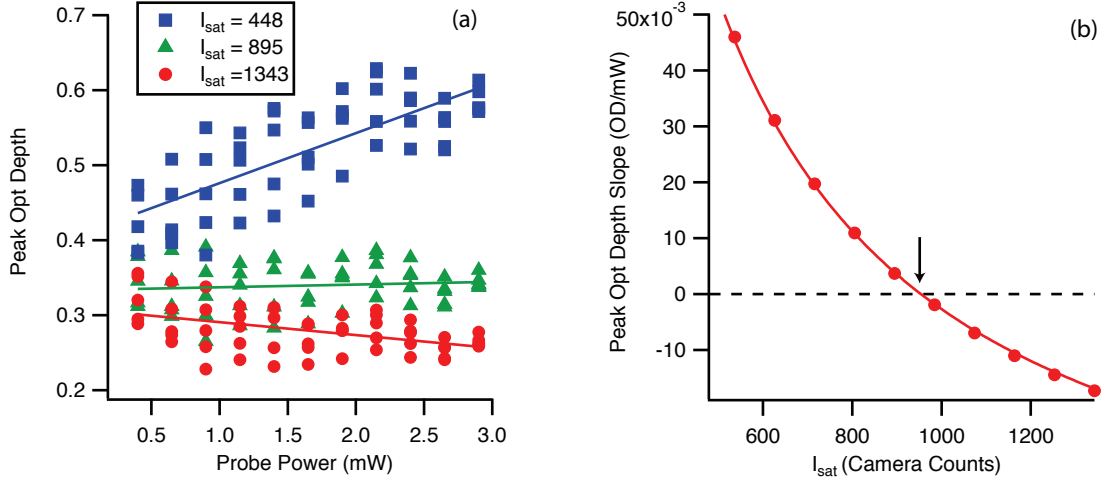 (a)
I_sat = 448
I_sat = 895
I_sat =1343
Peak Opt Depth
0.7
0.6
0.5
0.4
0.3
0.2
0.5
1.0
1.5
2.0
2.5
3.0
Probe Power (mW)
(b)
Peak Opt Depth Slope (OD/mW)
50x10⁻³
40
30
20
10
0
-10
600
800
1000
1200
I_sat (Camera Counts)